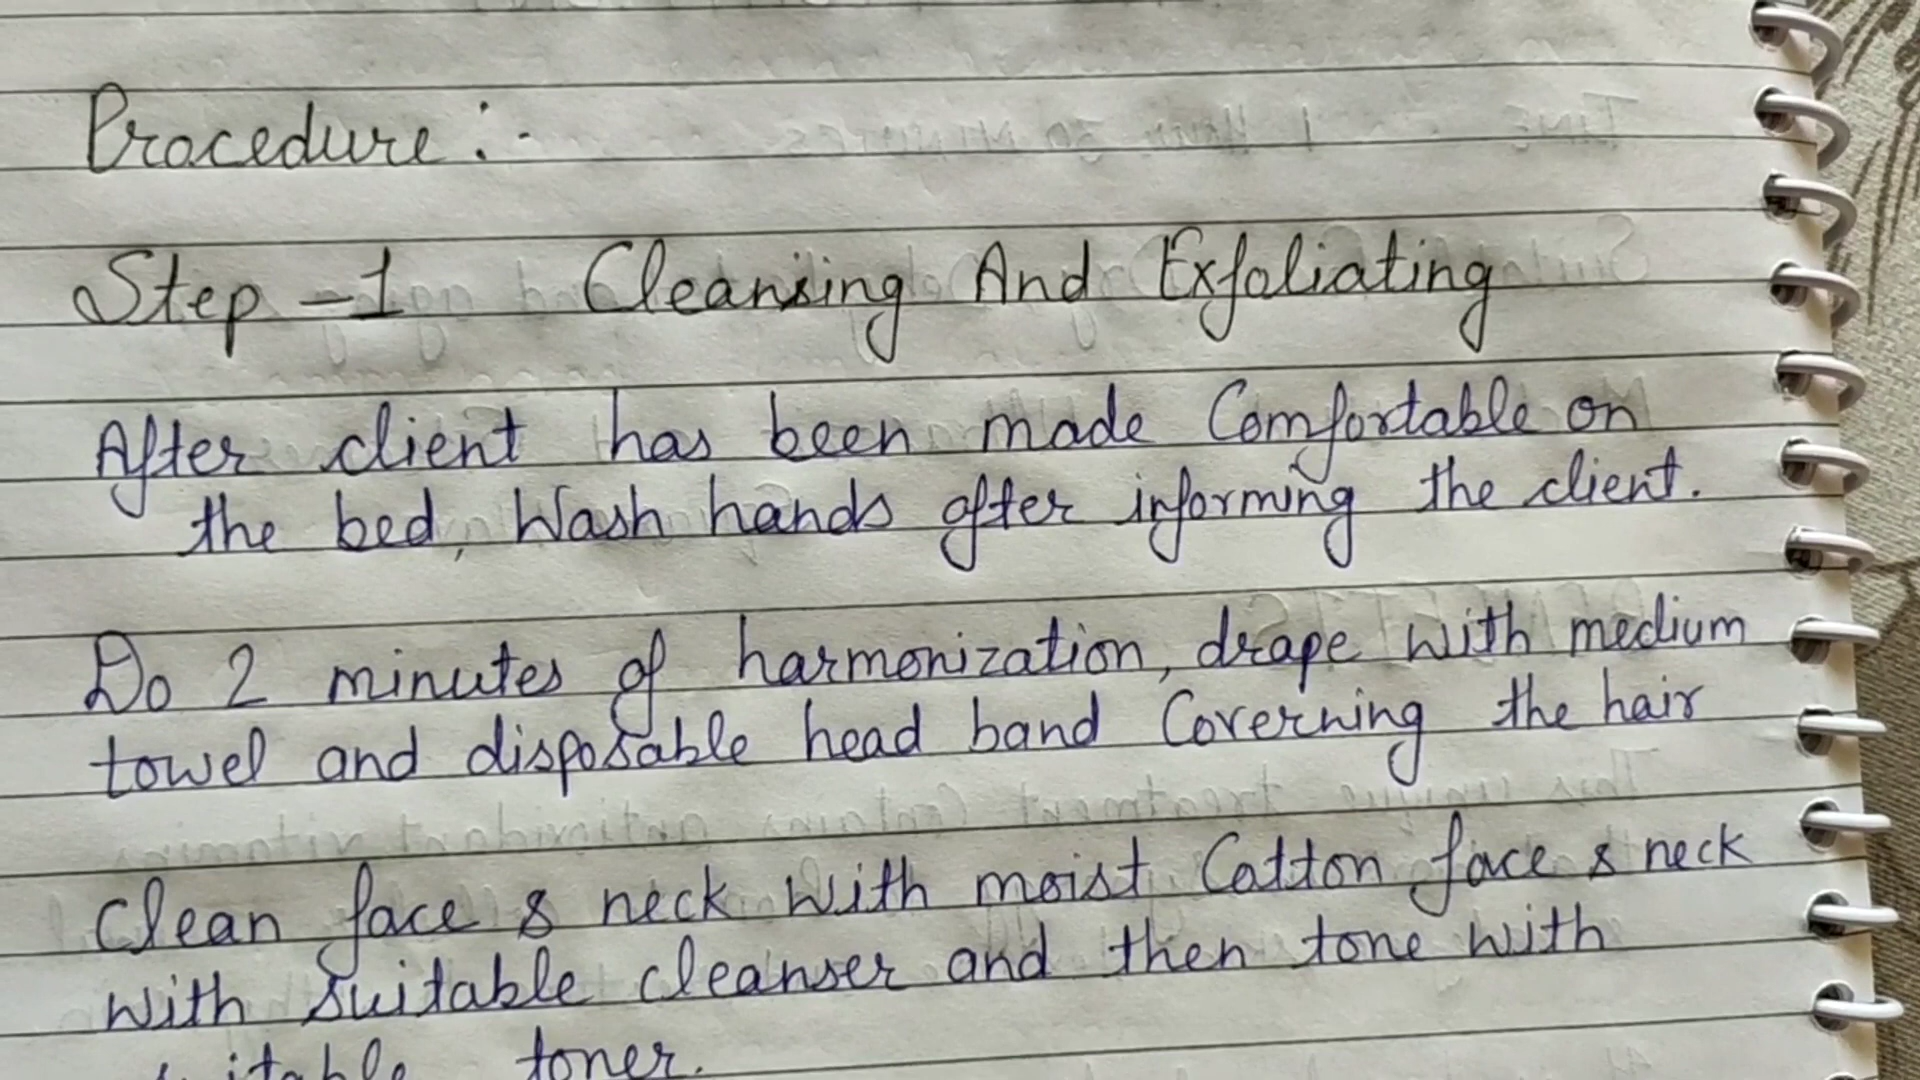 Procedure :-
Step -1 Cleansing And Exfoliating
After client has been made Comfortable on
the bed, Wash hands after informing the client.
Do 2 minutes of harmonization, drape with medium
towel and disposable head band Coverning the hair
Clean face & neck with moist Cotton face & neck
with suitable cleanser and then tone with
suitable toner.